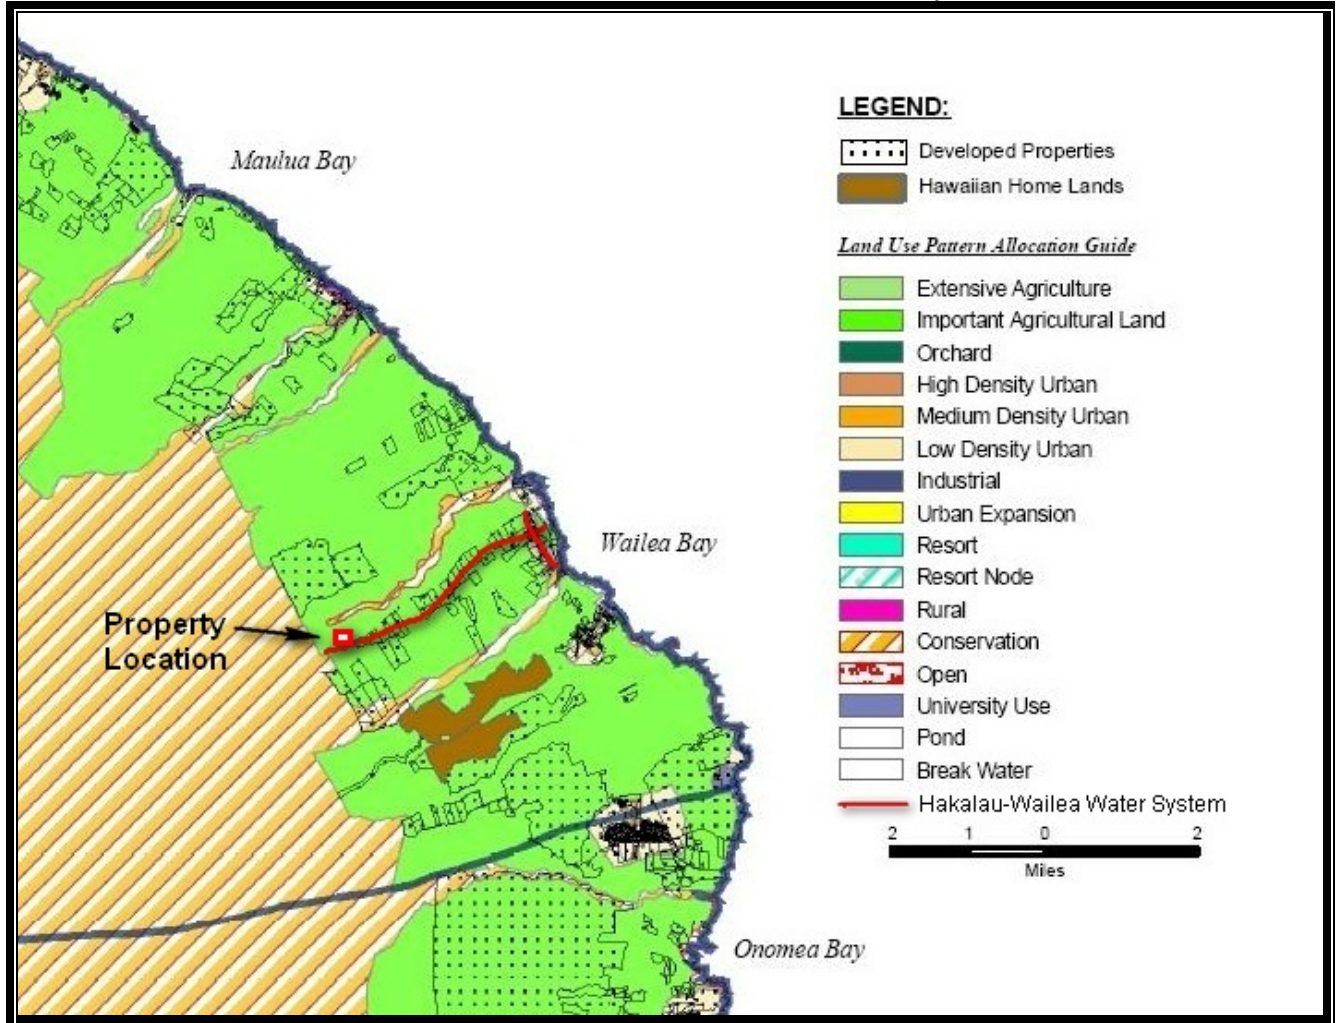 Maulua Bay
Wailea Bay
Property
Location
Onomea Bay
LEGEND:
Developed Properties
Hawaiian Home Lands
Land Use Pattern Allocation Guide
Extensive Agriculture
Important Agricultural Land
Orchard
High Density Urban
Medium Density Urban
Low Density Urban
Industrial
Urban Expansion
Resort
Resort Node
Rural
Conservation
Open
University Use
Pond
Break Water
Hakalau-Wailea Water System
2 1 0 2
Miles